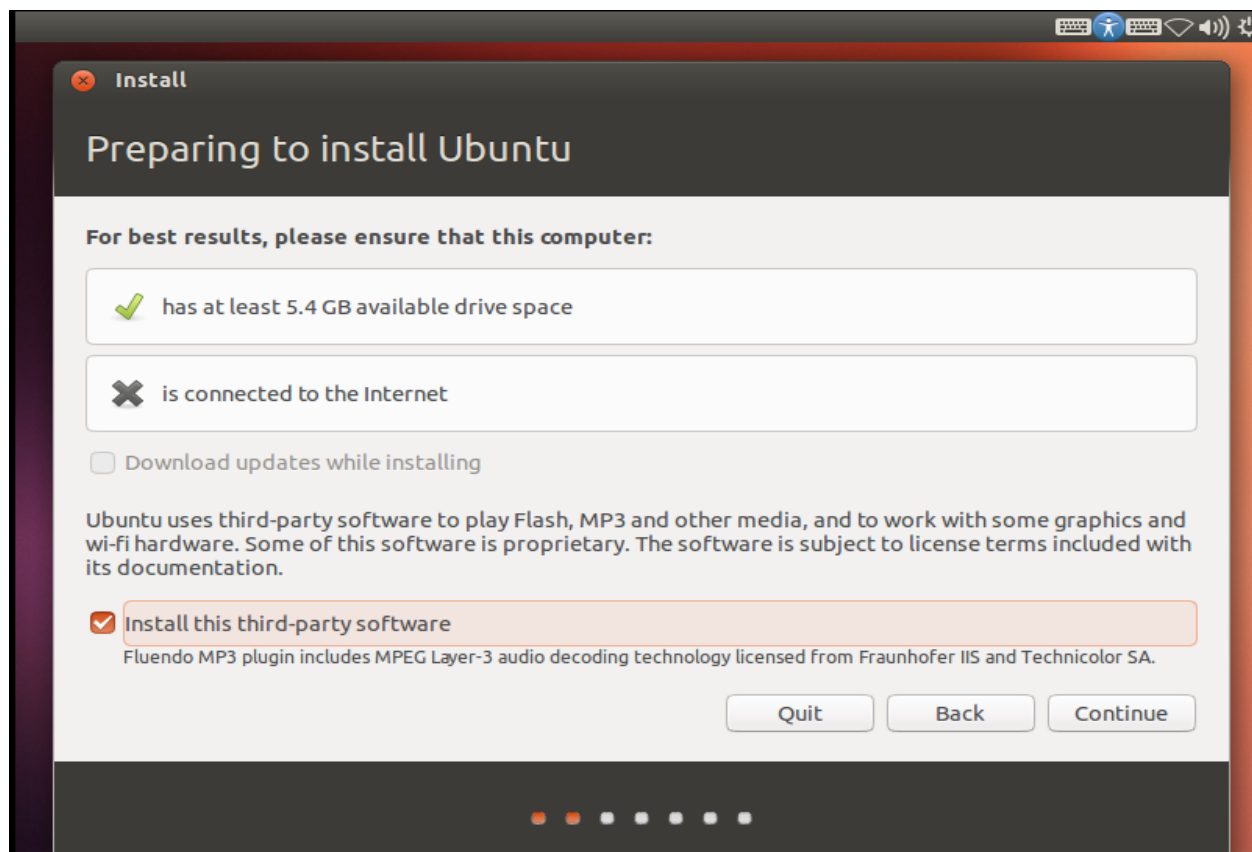 Install
Preparing to install Ubuntu
For best results, please ensure that this computer:
has at least 5.4 GB available drive space
is connected to the Internet
Download updates while installing
Ubuntu uses third-party software to play Flash, MP3 and other media, and to work with some graphics and
wi-fi hardware. Some of this software is proprietary. The software is subject to license terms included with
its documentation.
Install this third-party software
Fluendo MP3 plugin includes MPEG Layer-3 audio decoding technology licensed from Fraunhofer IIS and Technicolor SA.
Quit Back Continue